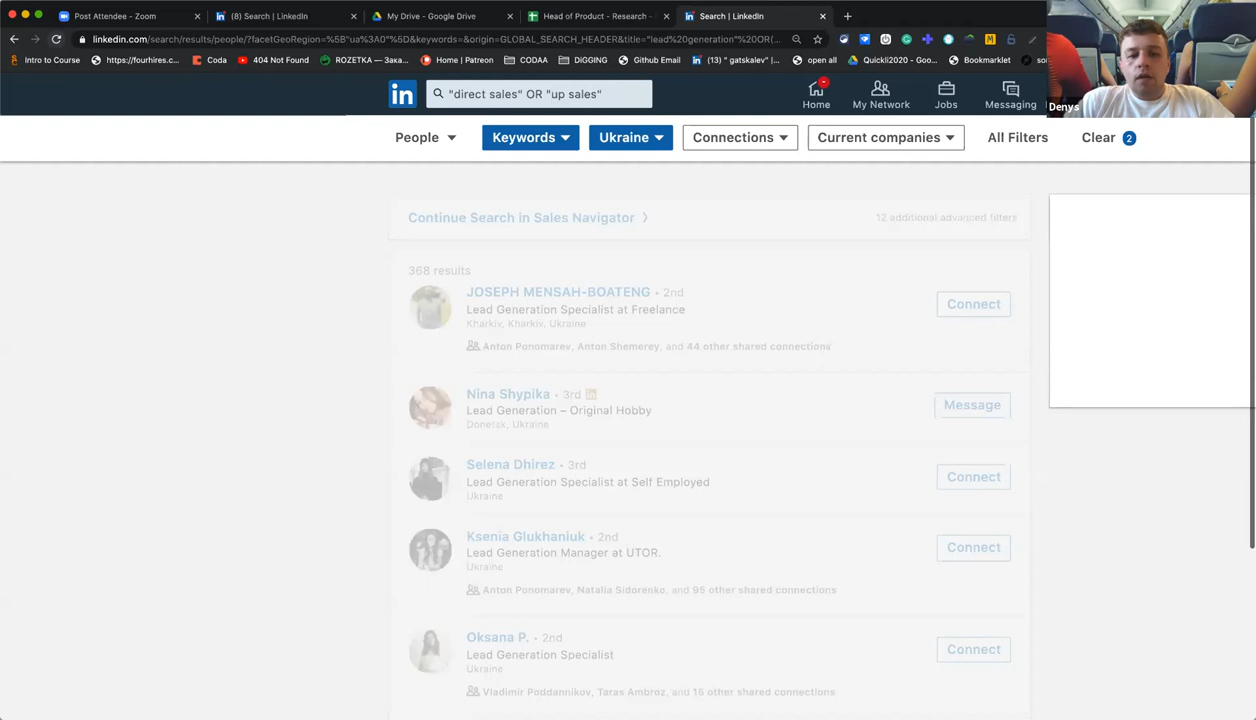 Post Attendee - Zoom
(8) Search | LinkedIn
My Drive - Google Drive
Head of Product - Research -
Search | LinkedIn
linkedin.com/search/results/people/?facetGeoRegion=%5B"ua%3A0"%5D&keywords=&origin=GLOBAL_SEARCH_HEADER&title="lead%20generation"%20OR(...
Intro to Course
https://fourhires.c...
Coda
404 Not Found
ROZETKA — Зака...
Home | Patreon
CODAA
DiGGING
Github Email
(13) " gatskalev"...
open all
Quickli2020 - Goo...
Bookmarklet
Denys
in
"direct sales" OR "up sales"
Home
My Network
Jobs
Messaging
People
Keywords
Ukraine
Connections
Current companies
All Filters
Clear 2
Continue Search in Sales Navigator
12 additional advanced filters
368 results
JOSEPH MENSAH-BOATENG • 2nd
Lead Generation Specialist at Freelance
Kharkiv, Kharkiv, Ukraine
Anton Ponomarev, Anton Shemerey, and 44 other shared connections
Connect
Nina Shypika • 3rd in
Lead Generation – Original Hobby
Donetsk, Ukraine
Message
Selena Dhirez • 3rd
Lead Generation Specialist at Self Employed
Ukraine
Connect
Ksenia Glukhaniuk • 2nd
Lead Generation Manager at UTOR.
Ukraine
Anton Ponomarev, Natalia Sidorenko, and 95 other shared connections
Connect
Oksana P. • 2nd
Lead Generation Specialist
Ukraine
Vladimir Poddannikov, Taras Ambroz, and 16 other shared connections
Connect